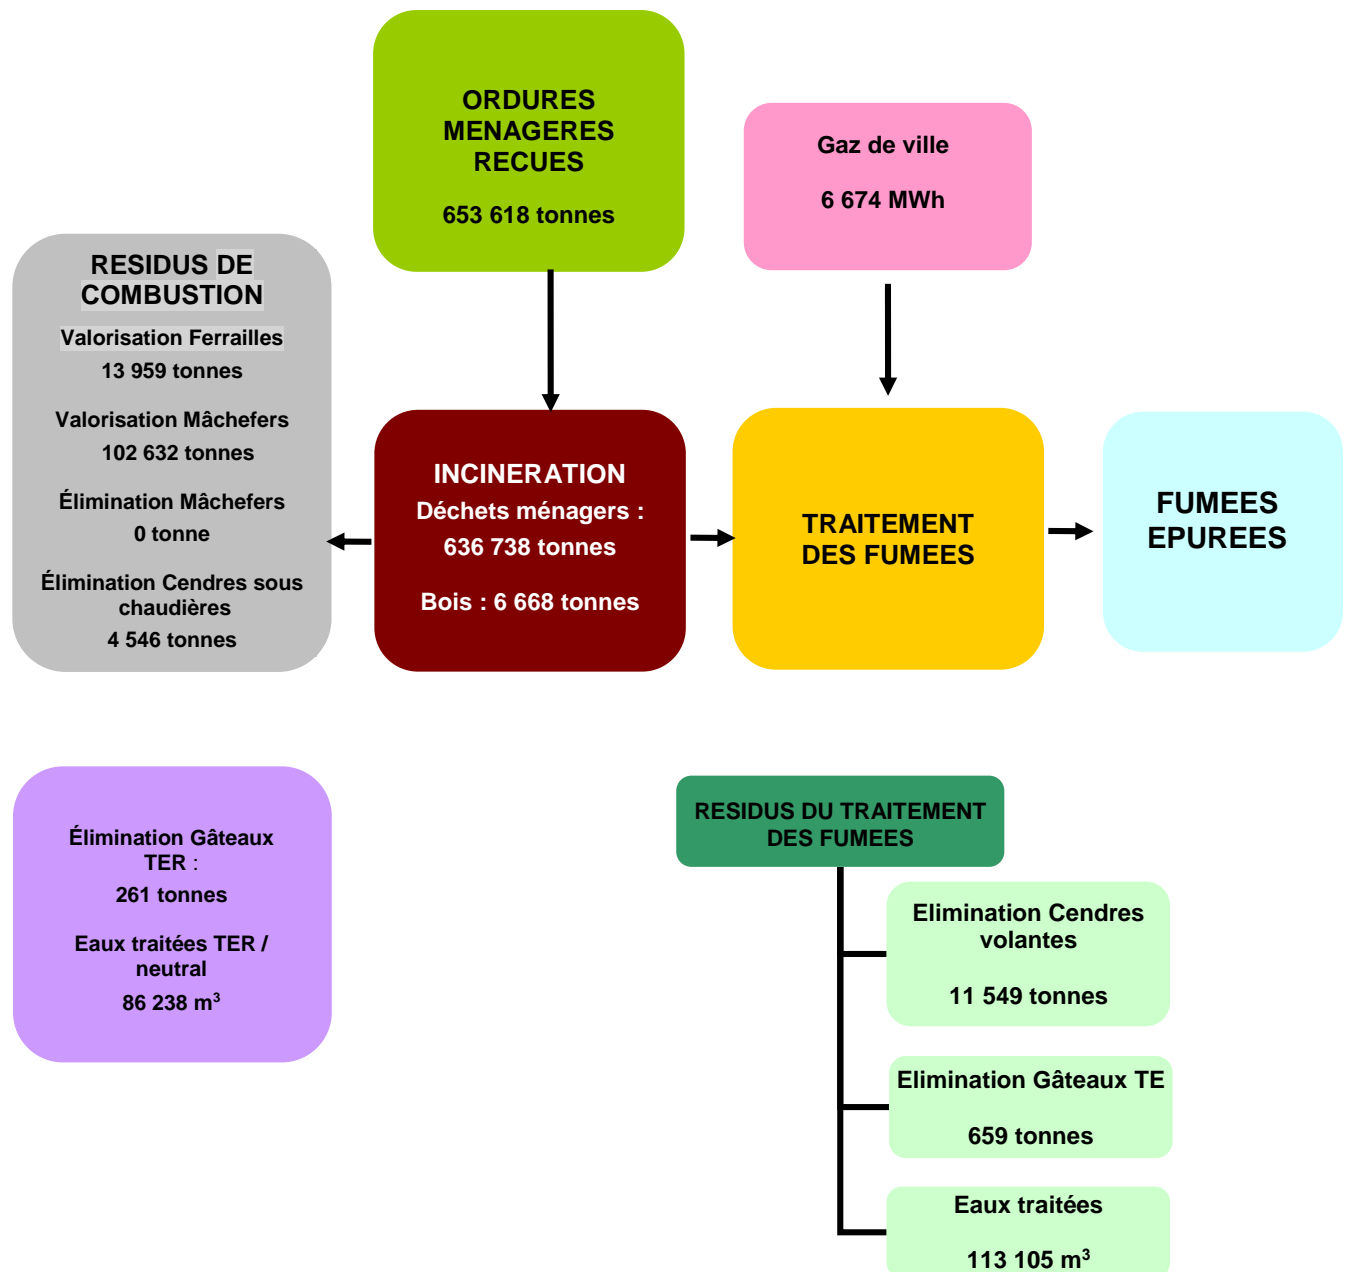 ORDURES
MENAGERES
RECUES
653 618 tonnes
Gaz de ville
6 674 MWh
RESIDUS DE
COMBUSTION
Valorisation Ferrailles
13 959 tonnes
Valorisation Mâchefers
102 632 tonnes
Élimination Mâchefers
0 tonne
Élimination Cendres sous
chaudières
4 546 tonnes
INCINERATION
Déchets ménagers :
636 738 tonnes
Bois : 6 668 tonnes
TRAITEMENT
DES FUMEES
FUMEES
EPUREES
Élimination Gâteaux
TER :
261 tonnes
Eaux traitées TER /
neutral
86 238 m³
RESIDUS DU TRAITEMENT
DES FUMEES
Elimination Cendres
volantes
11 549 tonnes
Elimination Gâteaux TE
659 tonnes
Eaux traitées
113 105 m³